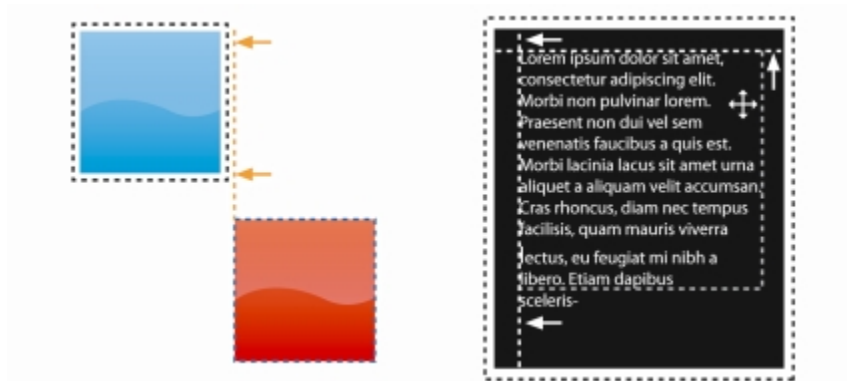 Lorem ipsum dolor sit amet,
consectetur adipiscing elit.
Morbi non pulvinar lorem.
Praesent non dui vel sem
venenatis faucibus a quis est.
Morbi lacinia lacus sit amet urna
aliquet a aliquam velit accumsan.
Cras rhoncus, diam nec tempus
facilisis, quam mauris viverra
lectus, eu feugiat mi nibh a
libero. Etiam dapibus
sceleris-